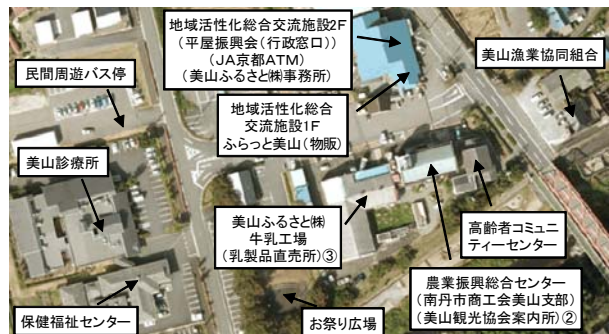 地域活性化総合交流施設2F
(平屋振興会(行政窓口))
(JA京都ATM)
(美山ふるさと㈱事務所)
美山漁業協同組合
民間周遊バス停
地域活性化総合
交流施設1F
ふらっと美山(物販)
美山診療所
美山ふるさと㈱
牛乳工場
(乳製品直売所)③
高齢者コミュニ
ティーセンター
農業振興総合センター
(南丹市商工会美山支部)
(美山観光協会案内所)②
保健福祉センター
お祭り広場